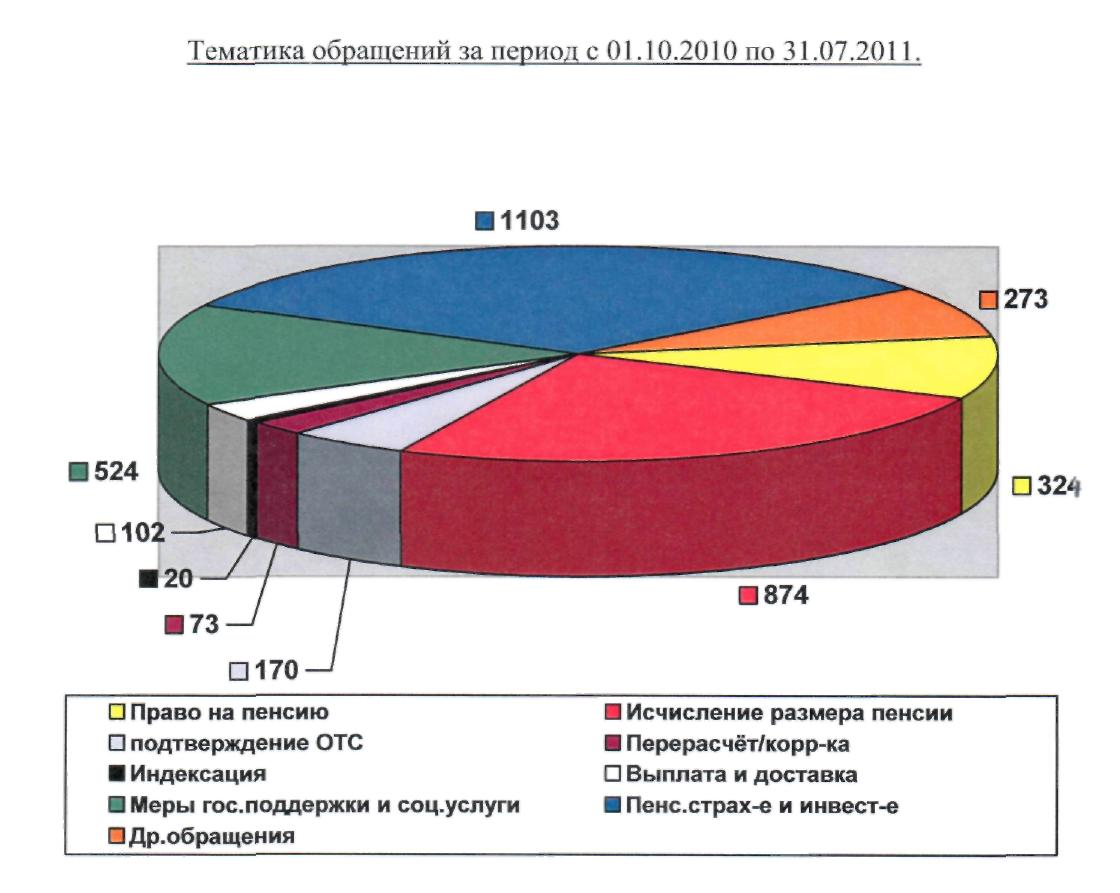 Тематика обращений за период с 01.10.2010 по 31.07.2011.
1103
273
524
324
102
20
874
73
170
Право на пенсию
Исчисление размера пенсии
подтверждение ОТС
Перерасчёт/корр-ка
Индексация
Выплата и доставка
Меры гос.поддержки и соц.услуги
Пенс.страх-е и инвест-е
Др.обращения